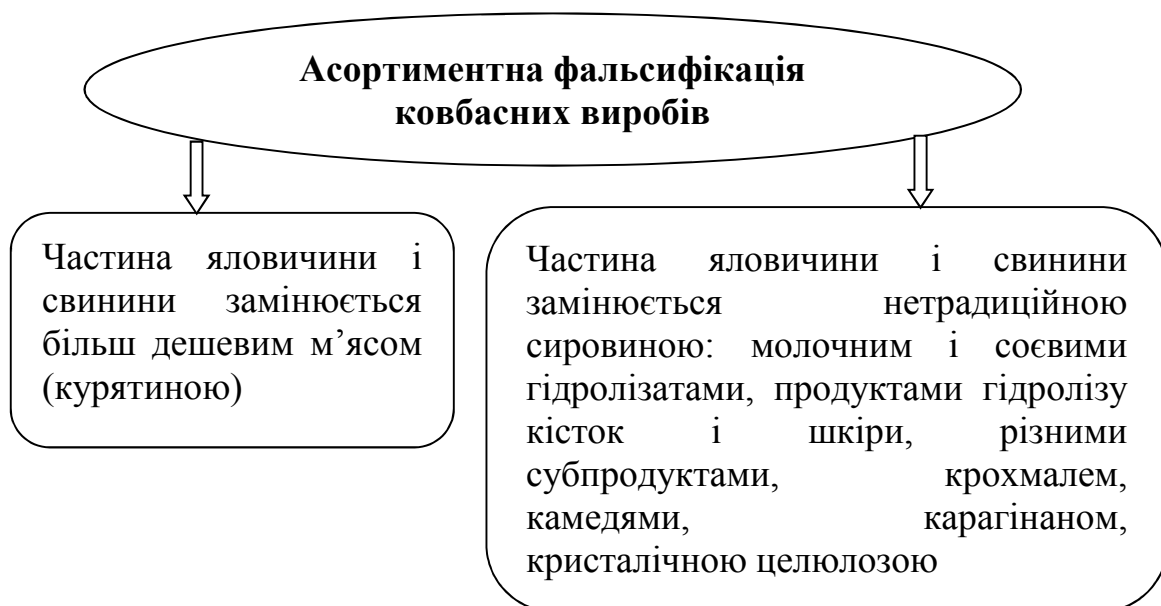 Асортиментна фальсифікація
ковбасних виробів
Частина яловичини і
свинини замінюється
більш дешевим м’ясом
(курятиною)
Частина яловичини і свинини
замінюється нетрадиційною
сировиною: молочним і соєвими
гідролізатами, продуктами гідролізу
кісток і шкіри, різними
субпродуктами, крохмалем,
камедями, карагінаном,
кристалічною целюлозою